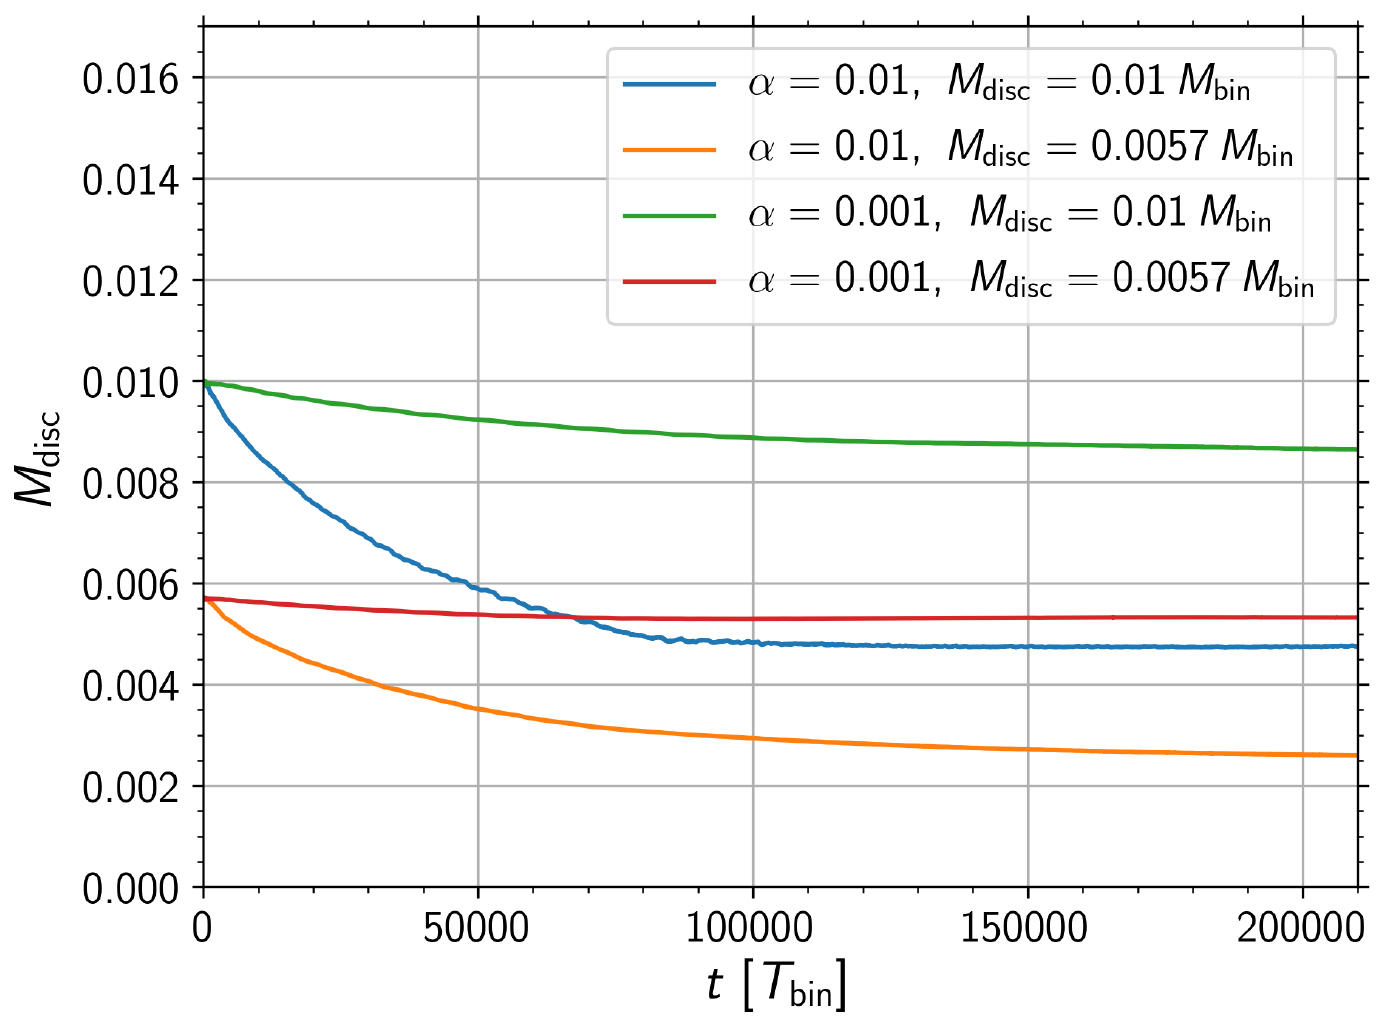 0.016
0.014
0.012
0.010
0.008
0.006
0.004
0.002
0.000
M_disc
α = 0.01, M_disc = 0.01 M_bin
α = 0.01, M_disc = 0.0057 M_bin
α = 0.001, M_disc = 0.01 M_bin
α = 0.001, M_disc = 0.0057 M_bin
0 50000 100000 150000 200000
t [T_bin]